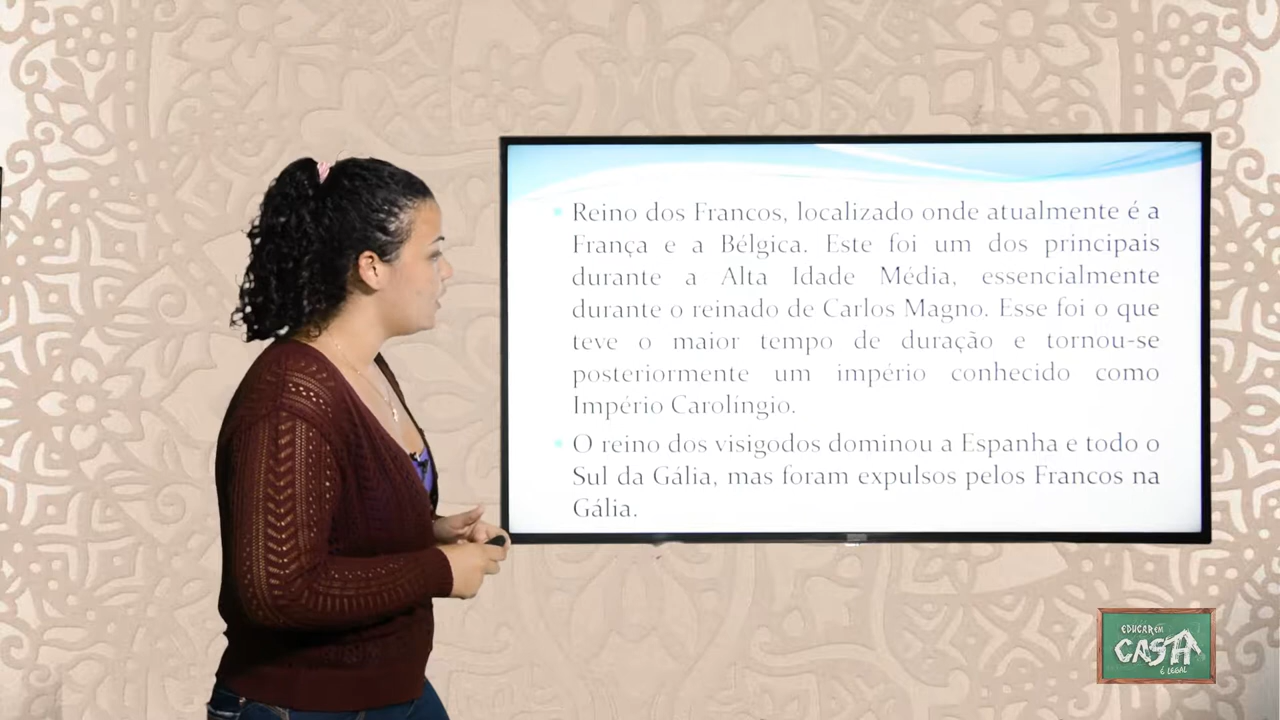 Reino dos Francos, localizado onde atualmente é a
França e a Bélgica. Este foi um dos principais
durante a Alta Idade Média, essencialmente
durante o reinado de Carlos Magno. Esse foi o que
teve o maior tempo de duração e tornou-se
posteriormente um império conhecido como
Império Carolíngio.
O reino dos visigodos dominou a Espanha e todo o
Sul da Gália, mas foram expulsos pelos Francos na
Gália.
EDUCAR EM
CASA
É LEGAL